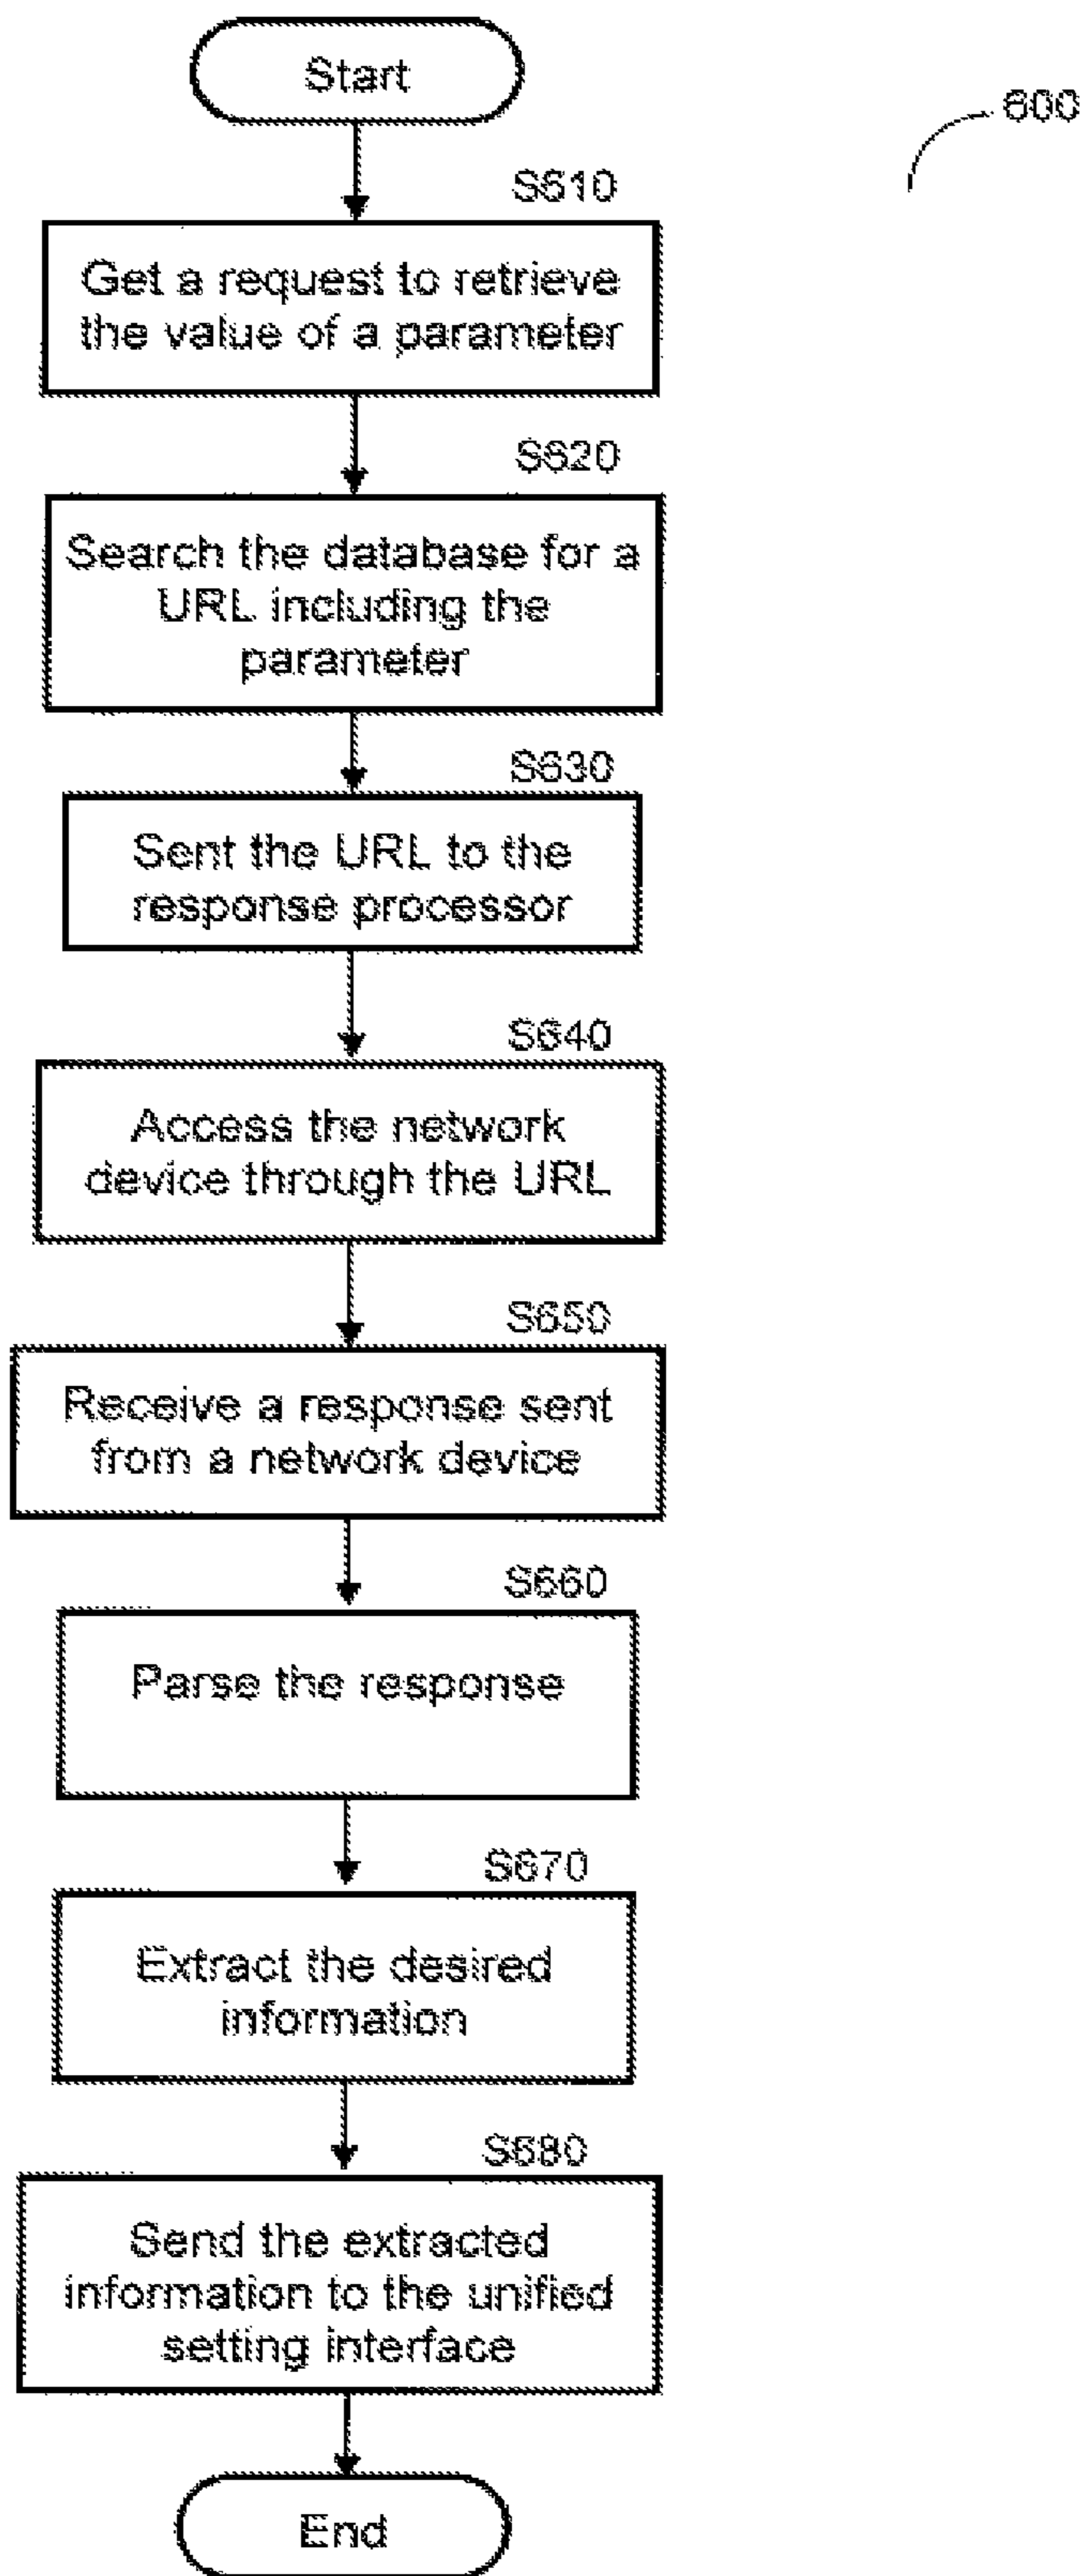 Start
600
S610
Get a request to retrieve
the value of a parameter
S620
Search the database for a
URL including the
parameter
S630
Sent the URL to the
response processor
S640
Access the network
device through the URL
S650
Receive a response sent
from a network device
S660
Parse the response
S670
Extract the desired
information
S680
Send the extracted
information to the unified
setting interface
End